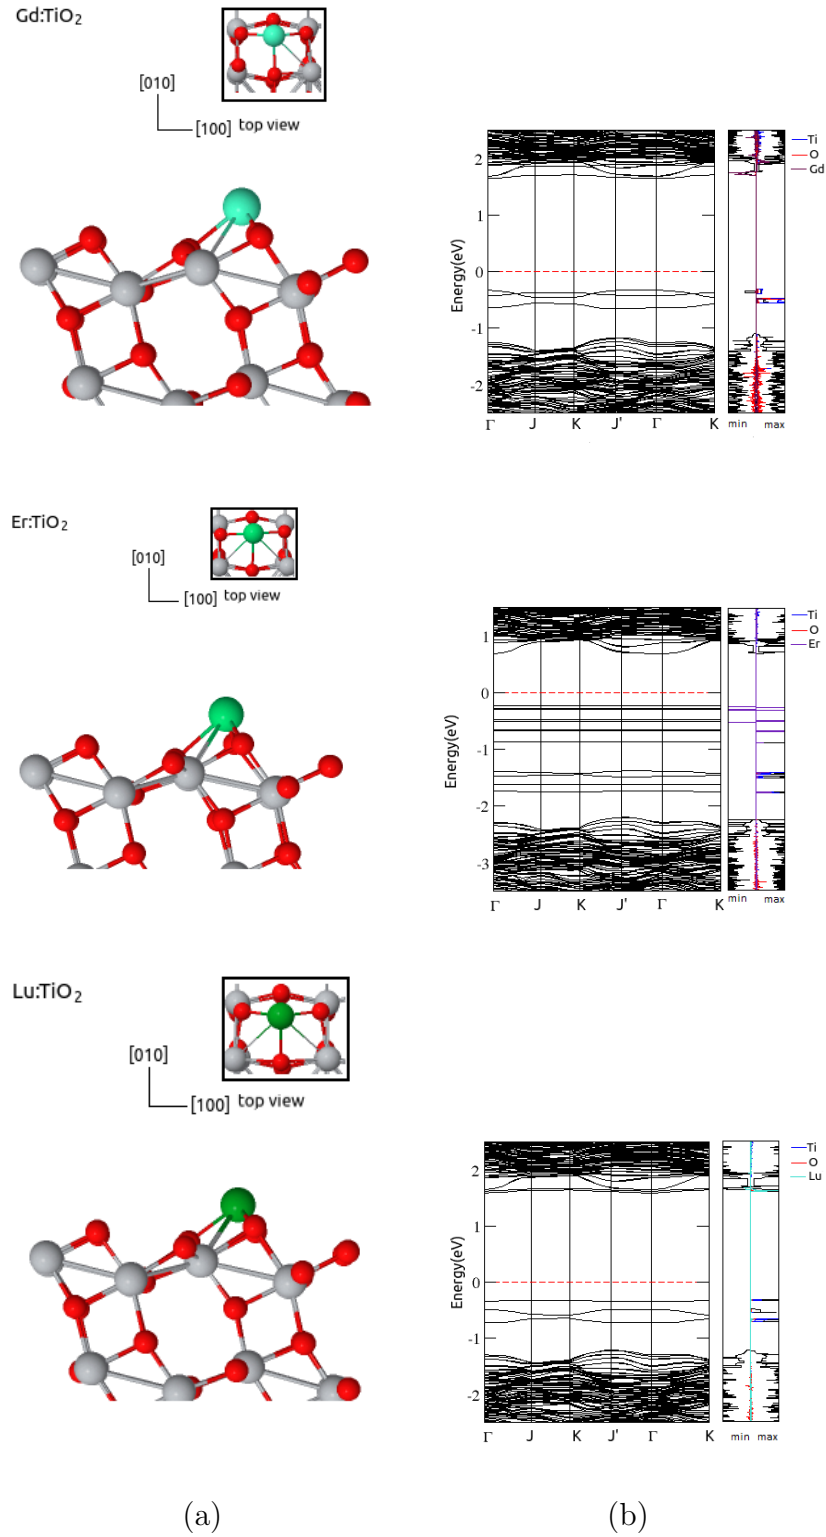 Gd:TiO2
[010]
[100] top view
Energy(eV)
2
1
0
-1
-2
Γ J K J' Γ K
min max
Ti
O
Gd
Er:TiO2
[010]
[100] top view
Energy(eV)
1
0
-1
-2
-3
Γ J K J' Γ K
min max
Ti
O
Er
Lu:TiO2
[010]
[100] top view
Energy(eV)
2
1
0
-1
-2
Γ J K J' Γ K
min max
Ti
O
Lu
(a) (b)